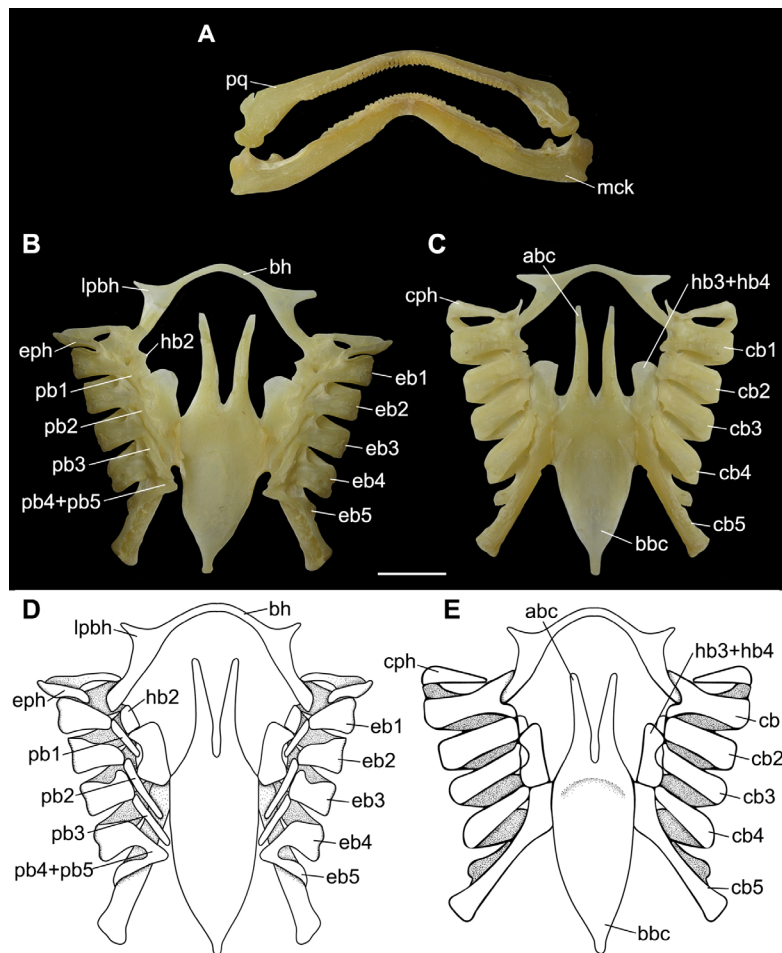 A
pq
mck
B
bh
lpbh
eph
hb2
pb1
pb2
pb3
pb4+pb5
eb1
eb2
eb3
eb4
eb5
C
abc
hb3+hb4
cph
cb1
cb2
cb3
cb4
cb5
bbc
D
bh
lpbh
eph
hb2
pb1
pb2
pb3
pb4+pb5
eb1
eb2
eb3
eb4
eb5
E
abc
hb3+hb4
cph
cb
cb2
cb3
cb4
cb5
bbc